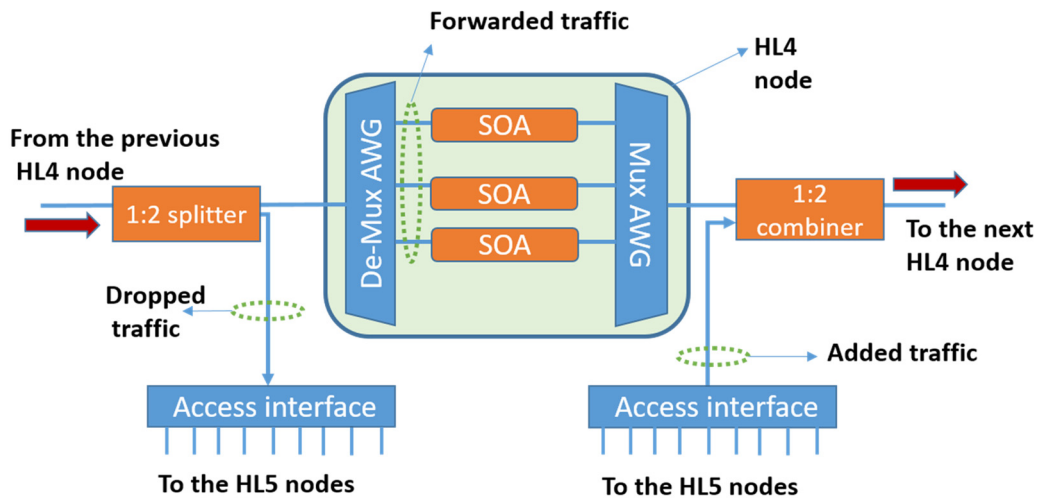 Forwarded traffic
HL4
node
From the previous
HL4 node
1:2 splitter
De-Mux AWG
SOA
SOA
SOA
Mux AWG
1:2
combiner
To the next
HL4 node
Dropped
traffic
Added traffic
Access interface
Access interface
To the HL5 nodes
To the HL5 nodes